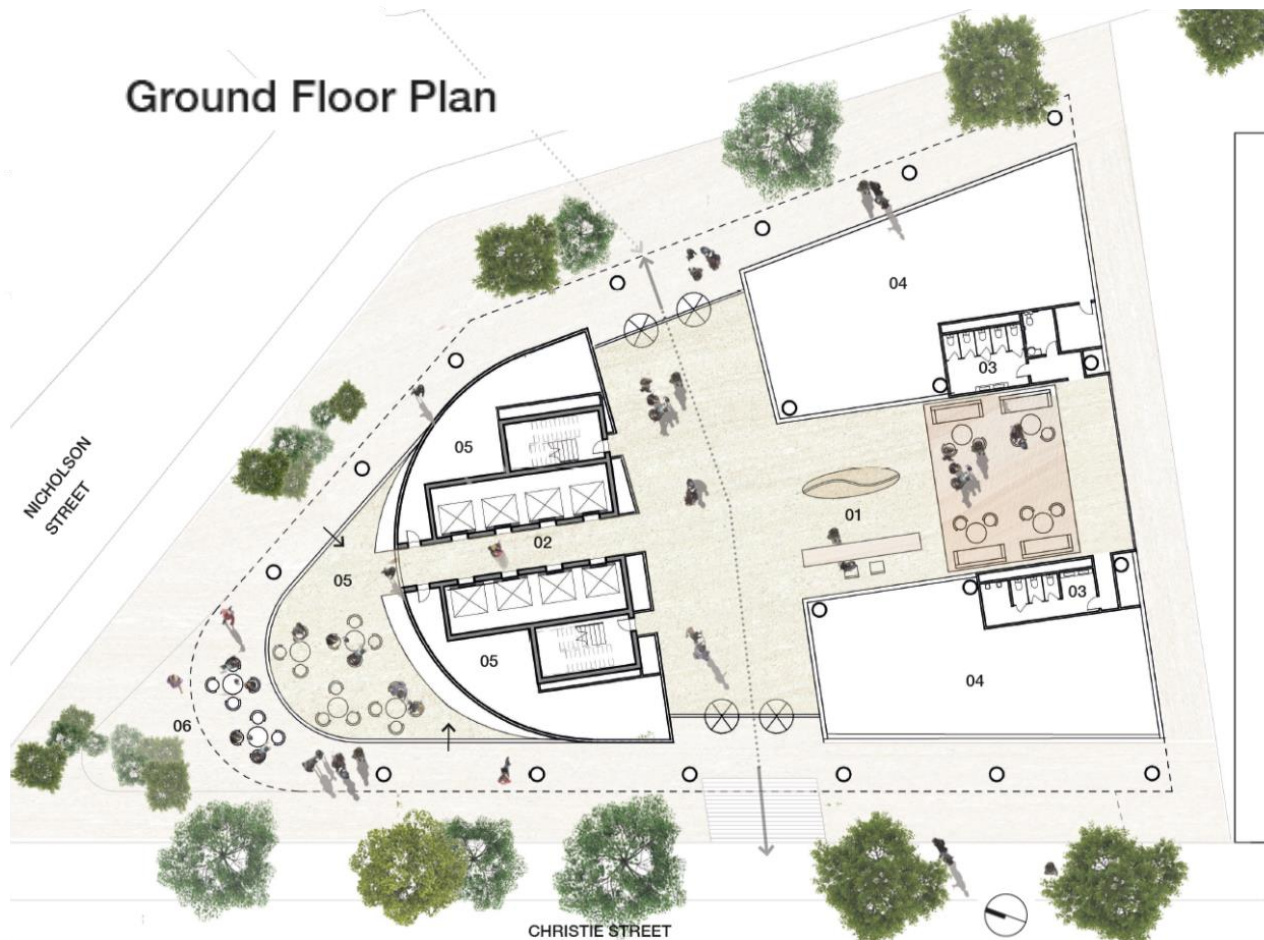 Ground Floor Plan
04
03
05
NICHOLSON
STREET
01
02
05
03
05
04
06
CHRISTIE STREET